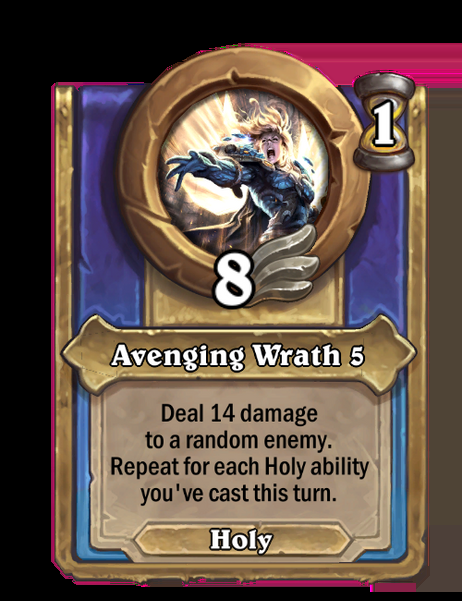 1
8
Avenging Wrath 5
Deal 14 damage
to a random enemy.
Repeat for each Holy ability
you've cast this turn.
Holy